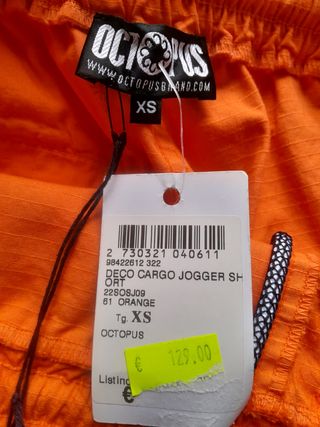 OCTOPUS
WWW.OCTOPUSBRAND.COM
XS
2 730321 040611
98422612 322
DECO CARGO JOGGER SH
ORT
22SOSJ09
61 ORANGE
Tg. XS
OCTOPUS
€ 129.00
Listin
€